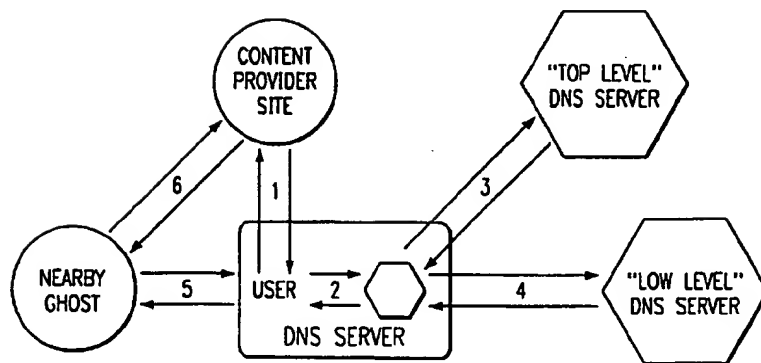 CONTENT
PROVIDER
SITE
"TOP LEVEL"
DNS SERVER
6
1
3
NEARBY
GHOST
5
USER
2
4
"LOW LEVEL"
DNS SERVER
DNS SERVER